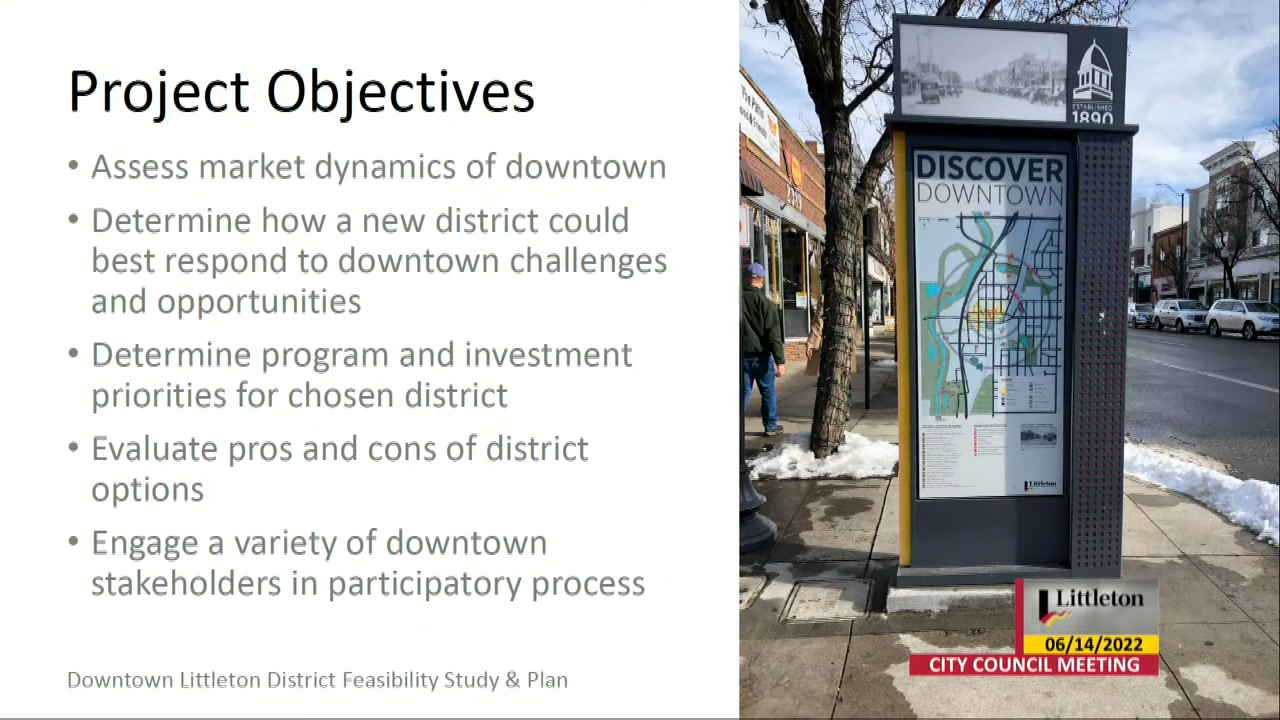 Project Objectives
• Assess market dynamics of downtown
• Determine how a new district could
best respond to downtown challenges
and opportunities
• Determine program and investment
priorities for chosen district
• Evaluate pros and cons of district
options
• Engage a variety of downtown
stakeholders in participatory process
Downtown Littleton District Feasibility Study & Plan
ESTABLISHED
1890
DISCOVER
DOWNTOWN
Littleton
Littleton
06/14/2022
CITY COUNCIL MEETING